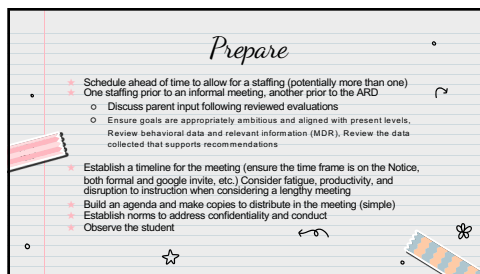 Prepare
Schedule ahead of time to allow for a staffing (potentially more than one)
One staffing prior to an informal meeting, another prior to the ARD
Discuss parent input following reviewed evaluations
Ensure goals are appropriately ambitious and aligned with present levels,
Review behavioral data and relevant information (MDR), Review the data
collected that supports recommendations
Establish a timeline for the meeting (ensure the time frame is on the Notice,
both formal and google invite, etc.) Consider fatigue, productivity, and
disruption to instruction when considering a lengthy meeting
Build an agenda and make copies to distribute in the meeting (simple)
Establish norms to address confidentiality and conduct
Observe the student